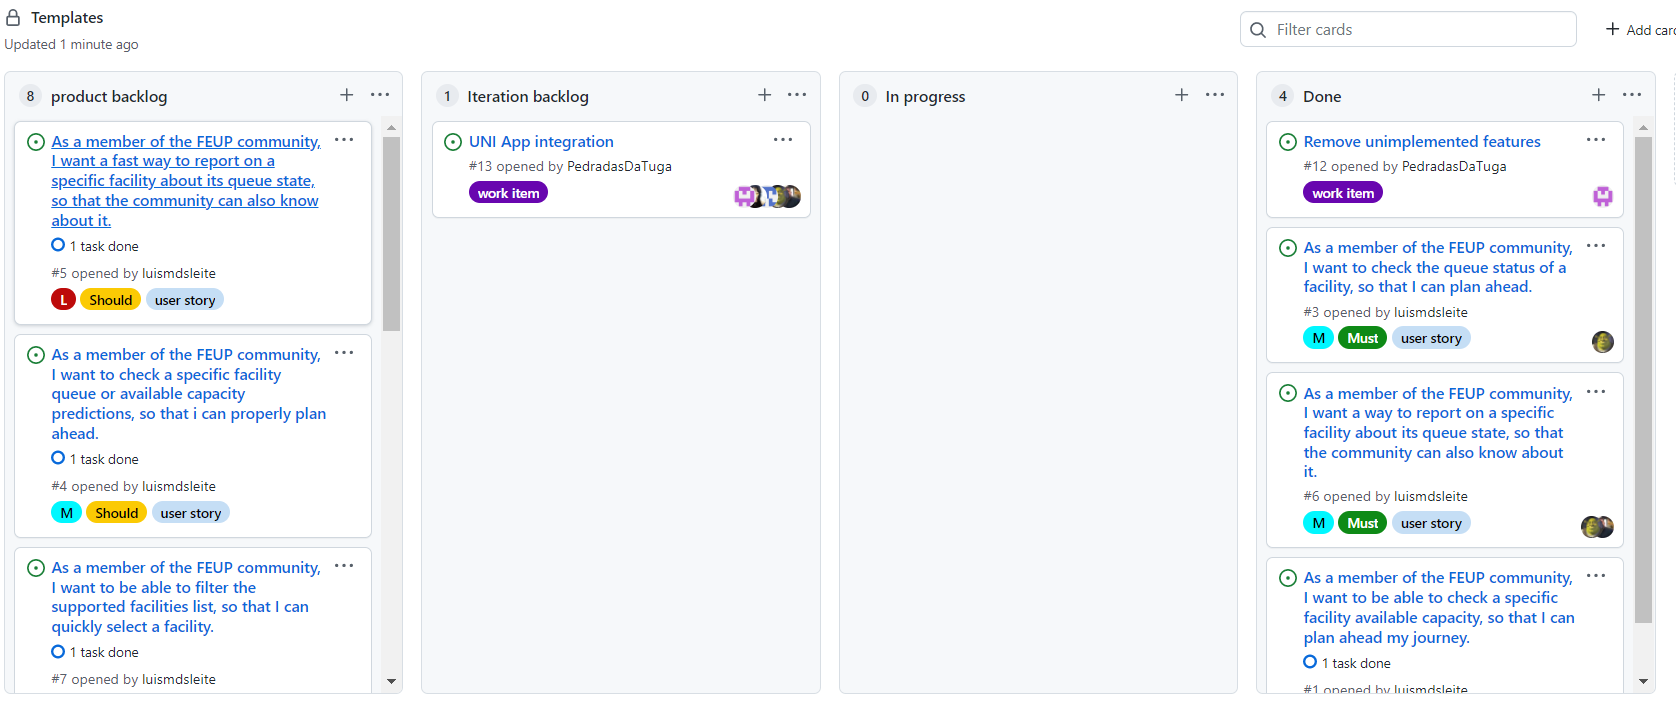 Templates
Updated 1 minute ago
Filter cards
Add card
8 product backlog
As a member of the FEUP community,
I want a fast way to report on a
specific facility about its queue state,
so that the community can also know
about it.
1 task done
#5 opened by luismdsleite
L Should user story
As a member of the FEUP community,
I want to check a specific facility
queue or available capacity
predictions, so that i can properly plan
ahead.
1 task done
#4 opened by luismdsleite
M Should user story
As a member of the FEUP community,
I want to be able to filter the
supported facilities list, so that I can
quickly select a facility.
1 task done
#7 opened by luismdsleite
1 Iteration backlog
UNI App integration
#13 opened by PedradasDaTuga
work item
0 In progress
4 Done
Remove unimplemented features
#12 opened by PedradasDaTuga
work item
As a member of the FEUP community,
I want to check the queue status of a
facility, so that I can plan ahead.
#3 opened by luismdsleite
M Must user story
As a member of the FEUP community,
I want a way to report on a specific
facility about its queue state, so that
the community can also know about
it.
#6 opened by luismdsleite
M Must user story
As a member of the FEUP community,
I want to be able to check a specific
facility available capacity, so that I can
plan ahead my journey.
1 task done
#1 opened by luismdsleite